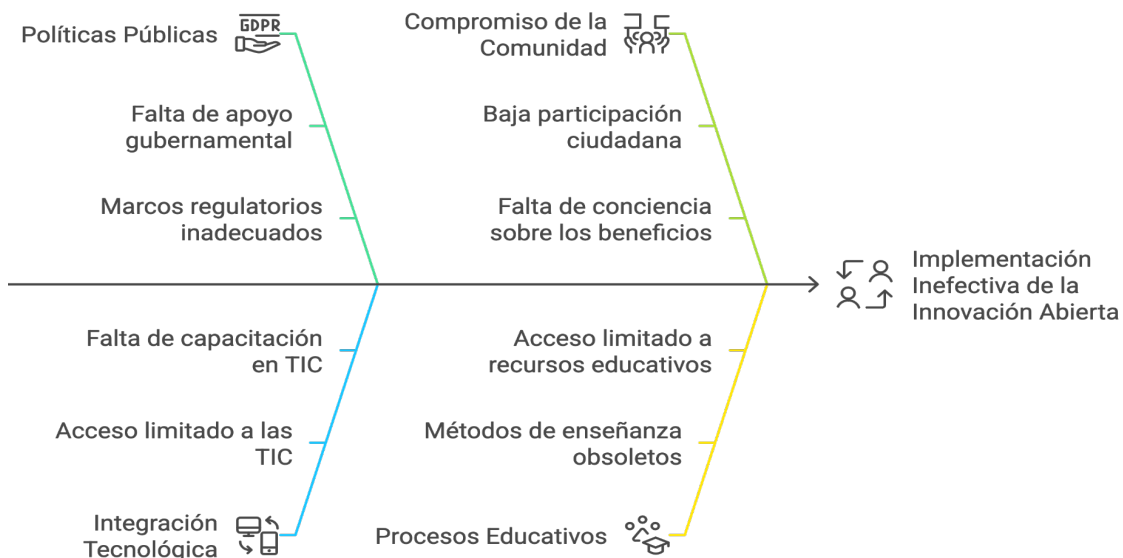 Políticas Públicas
GDPR
Falta de apoyo
gubernamental
Marcos regulatorios
inadecuados
Compromiso de la
Comunidad
Baja participación
ciudadana
Falta de conciencia
sobre los beneficios
Implementación
Inefectiva de la
Innovación Abierta
Falta de capacitación
en TIC
Acceso limitado a las
TIC
Integración
Tecnológica
Acceso limitado a
recursos educativos
Métodos de enseñanza
obsoletos
Procesos Educativos